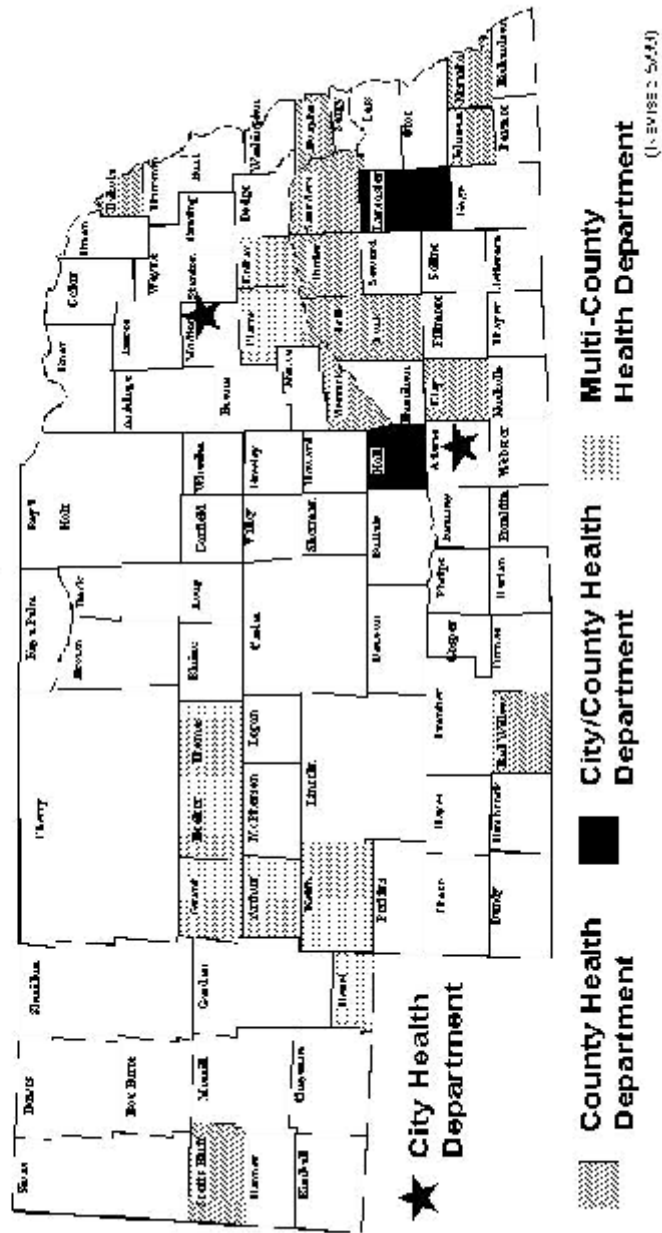 Sioux
Dawes
Sheridan
Cherry
Keya Paha
Boyd
Knox
Cedar
Dixon
Dakota
Box Butte
Brown
Rock
Holt
Antelope
Pierce
Wayne
Thurston
Scotts Bluff
Morrill
Garden
Grant
Hooker
Thomas
Blaine
Loup
Garfield
Wheeler
Boone
Madison
Stanton
Cuming
Burt
Banner
Arthur
McPherson
Logan
Custer
Valley
Greeley
Nance
Platte
Colfax
Dodge
Washington
Kimball
Cheyenne
Deuel
Keith
Lincoln
Sherman
Howard
Merrick
Polk
Butler
Saunders
Douglas
Sarpy
Perkins
Dawson
Buffalo
Hall
Hamilton
York
Seward
Lancaster
Cass
Otoe
Chase
Hayes
Frontier
Gosper
Phelps
Kearney
Adams
Clay
Fillmore
Saline
Gage
Johnson
Nemaha
Dundy
Hitchcock
Red Willow
Furnas
Harlan
Franklin
Webster
Nuckolls
Thayer
Jefferson
Pawnee
Richardson
City Health
Department
County Health
Department
City/County Health
Department
Multi-County
Health Department